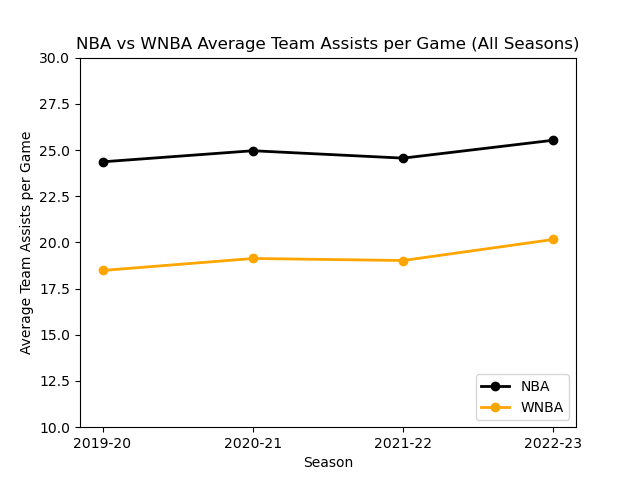 NBA vs WNBA Average Team Assists per Game (All Seasons)
30.0
27.5
25.0
22.5
20.0
17.5
15.0
12.5
10.0
Average Team Assists per Game
NBA
WNBA
2019-20
2020-21
2021-22
2022-23
Season